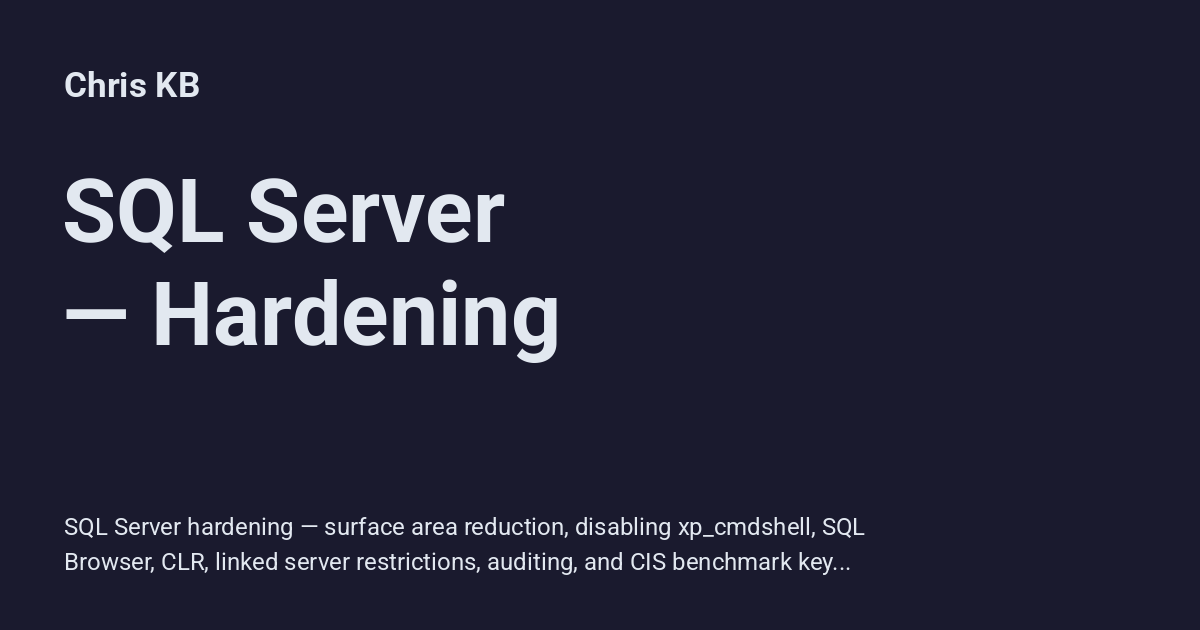 Chris KB
SQL Server
— Hardening
SQL Server hardening — surface area reduction, disabling xp_cmdshell, SQL
Browser, CLR, linked server restrictions, auditing, and CIS benchmark key...